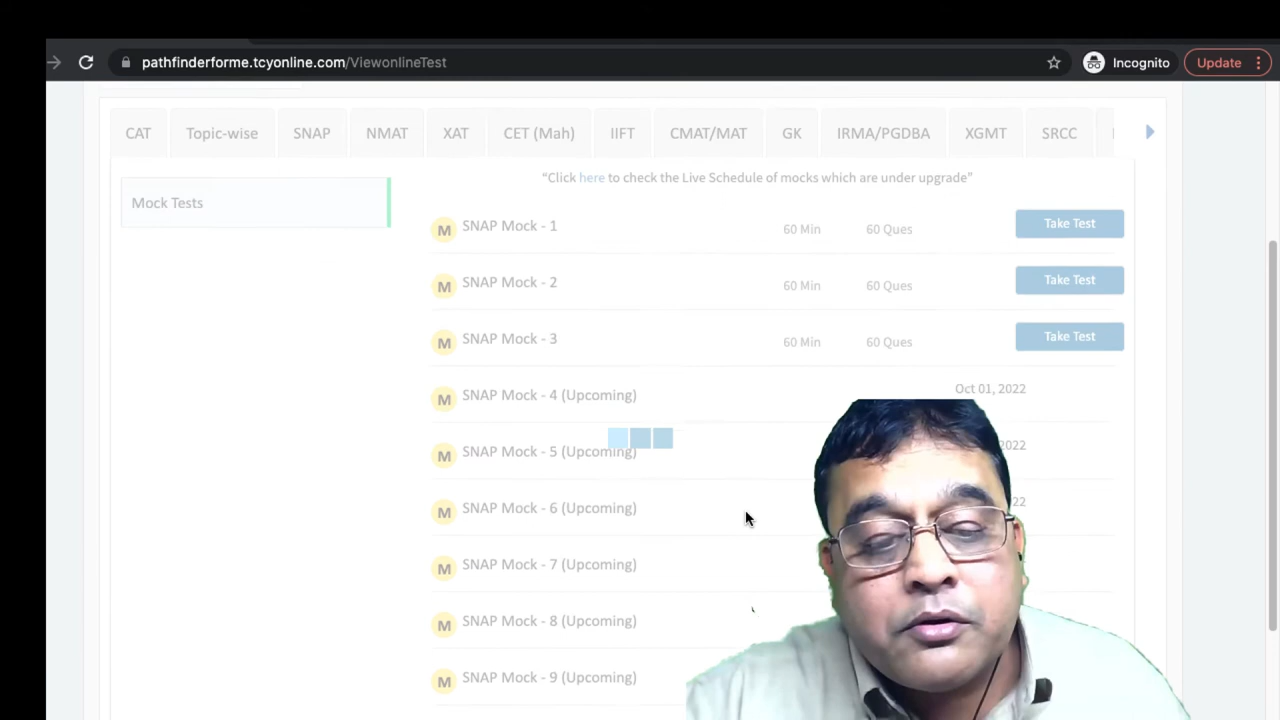 pathfinderforme.tcyonline.com/ViewonlineTest
Incognito
Update
CAT
Topic-wise
SNAP
NMAT
XAT
CET (Mah)
IIFT
CMAT/MAT
GK
IRMA/PGDBA
XGMT
SRCC
“Click here to check the Live Schedule of mocks which are under upgrade”
Mock Tests
M SNAP Mock - 1 60 Min 60 Ques Take Test
M SNAP Mock - 2 60 Min 60 Ques Take Test
M SNAP Mock - 3 60 Min 60 Ques Take Test
M SNAP Mock - 4 (Upcoming) Oct 01, 2022
M SNAP Mock - 5 (Upcoming) 2022
M SNAP Mock - 6 (Upcoming) 22
M SNAP Mock - 7 (Upcoming)
M SNAP Mock - 8 (Upcoming)
M SNAP Mock - 9 (Upcoming)